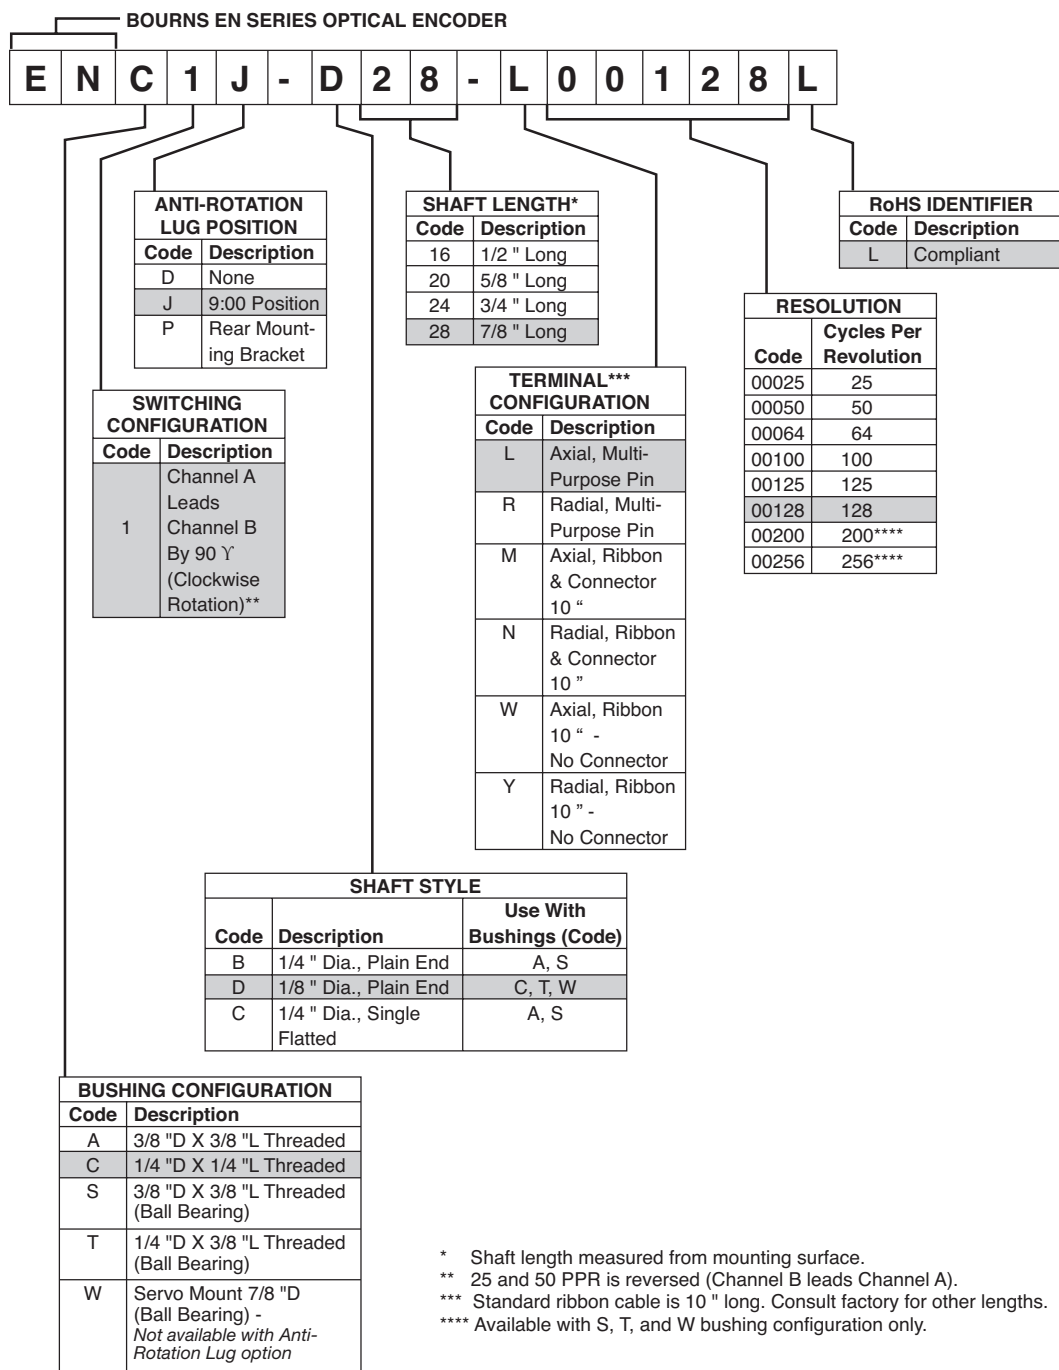 BOURNS EN SERIES OPTICAL ENCODER
E N C 1 J - D 2 8 - L 0 0 1 2 8 L
ANTI-ROTATION
LUG POSITION
Code Description
D None
J 9:00 Position
P Rear Mount-
ing Bracket
SHAFT LENGTH*
Code Description
16 1/2 " Long
20 5/8 " Long
24 3/4 " Long
28 7/8 " Long
RoHS IDENTIFIER
Code Description
L Compliant
RESOLUTION
Cycles Per
Code Revolution
00025 25
00050 50
00064 64
00100 100
00125 125
00128 128
00200 200****
00256 256****
SWITCHING
CONFIGURATION
Code Description
Channel A
Leads
1 Channel B
By 90 ϒ
(Clockwise
Rotation)**
TERMINAL***
CONFIGURATION
Code Description
L Axial, Multi-
Purpose Pin
R Radial, Multi-
Purpose Pin
M Axial, Ribbon
& Connector
10 “
N Radial, Ribbon
& Connector
10 ”
W Axial, Ribbon
10 “ -
No Connector
Y Radial, Ribbon
10 ” -
No Connector
SHAFT STYLE
Use With
Code Description Bushings (Code)
B 1/4 " Dia., Plain End A, S
D 1/8 " Dia., Plain End C, T, W
C 1/4 " Dia., Single A, S
Flatted
BUSHING CONFIGURATION
Code Description
A 3/8 "D X 3/8 "L Threaded
C 1/4 "D X 1/4 "L Threaded
S 3/8 "D X 3/8 "L Threaded
(Ball Bearing)
T 1/4 "D X 3/8 "L Threaded
(Ball Bearing)
W Servo Mount 7/8 "D
(Ball Bearing) -
Not available with Anti-
Rotation Lug option
* Shaft length measured from mounting surface.
** 25 and 50 PPR is reversed (Channel B leads Channel A).
*** Standard ribbon cable is 10 " long. Consult factory for other lengths.
**** Available with S, T, and W bushing configuration only.